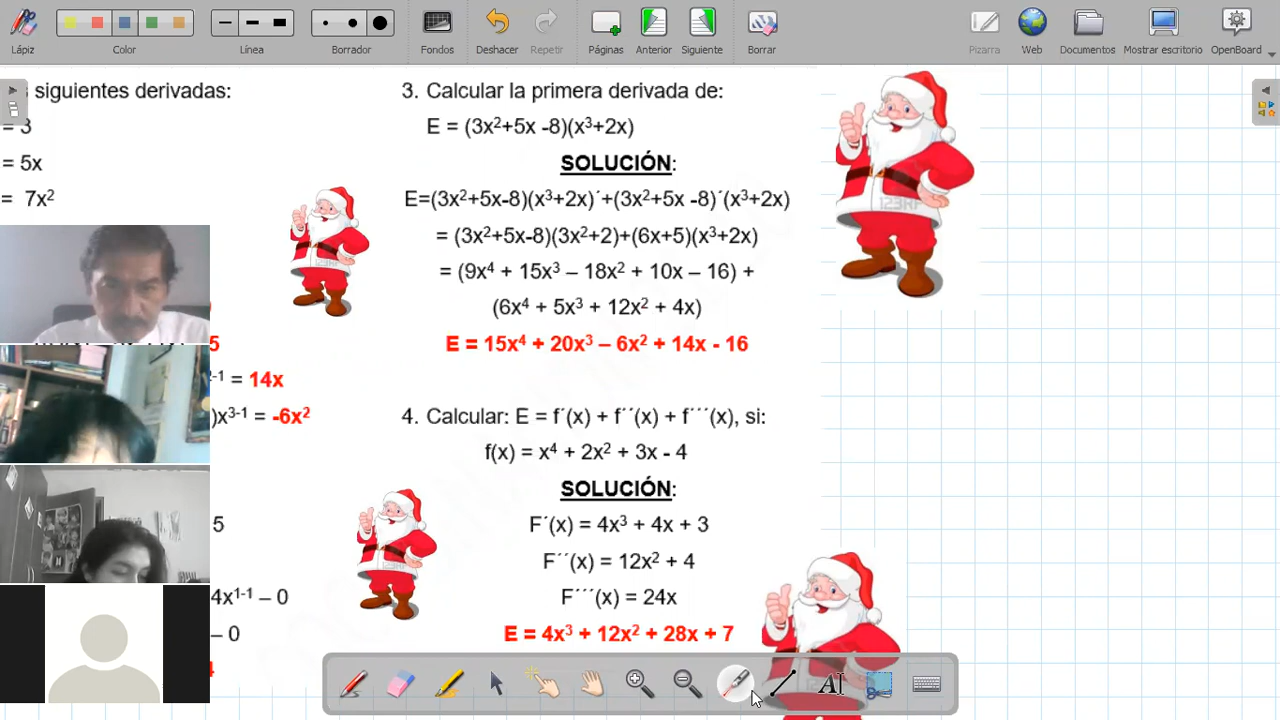 Lápiz
Color
Línea
Borrador
Fondos
Deshacer
Repetir
Páginas
Anterior
Siguiente
Borrar
Pizarra
Web
Documentos
Mostrar escritorio
OpenBoard
siguientes derivadas:
= 3
= 5x
= 7x²
5
²⁻¹ = 14x
)x³⁻¹ = -6x²
5
4x¹⁻¹ – 0
– 0
3. Calcular la primera derivada de:
E = (3x²+5x -8)(x³+2x)
SOLUCIÓN:
E=(3x²+5x-8)(x³+2x)´+(3x²+5x -8)´(x³+2x)
= (3x²+5x-8)(3x²+2)+(6x+5)(x³+2x)
= (9x⁴ + 15x³ – 18x² + 10x – 16) +
(6x⁴ + 5x³ + 12x² + 4x)
E = 15x⁴ + 20x³ – 6x² + 14x - 16
4. Calcular: E = f´(x) + f´´(x) + f´´´(x), si:
f(x) = x⁴ + 2x² + 3x - 4
SOLUCIÓN:
F´(x) = 4x³ + 4x + 3
F´´(x) = 12x² + 4
F´´´(x) = 24x
E = 4x³ + 12x² + 28x + 7
123RF
AI